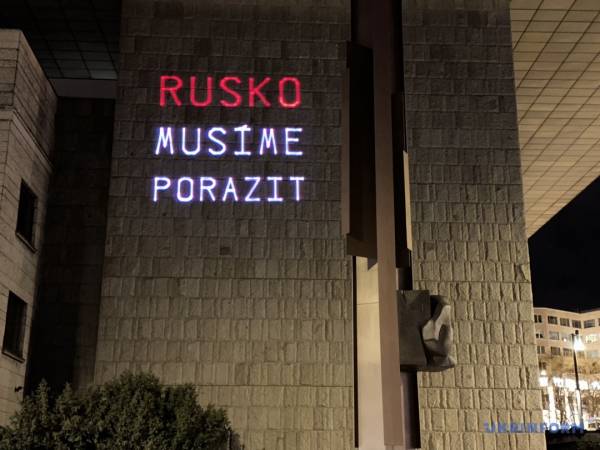 RUSKO
MUSÍME
PORAZIT
UKRINFORM